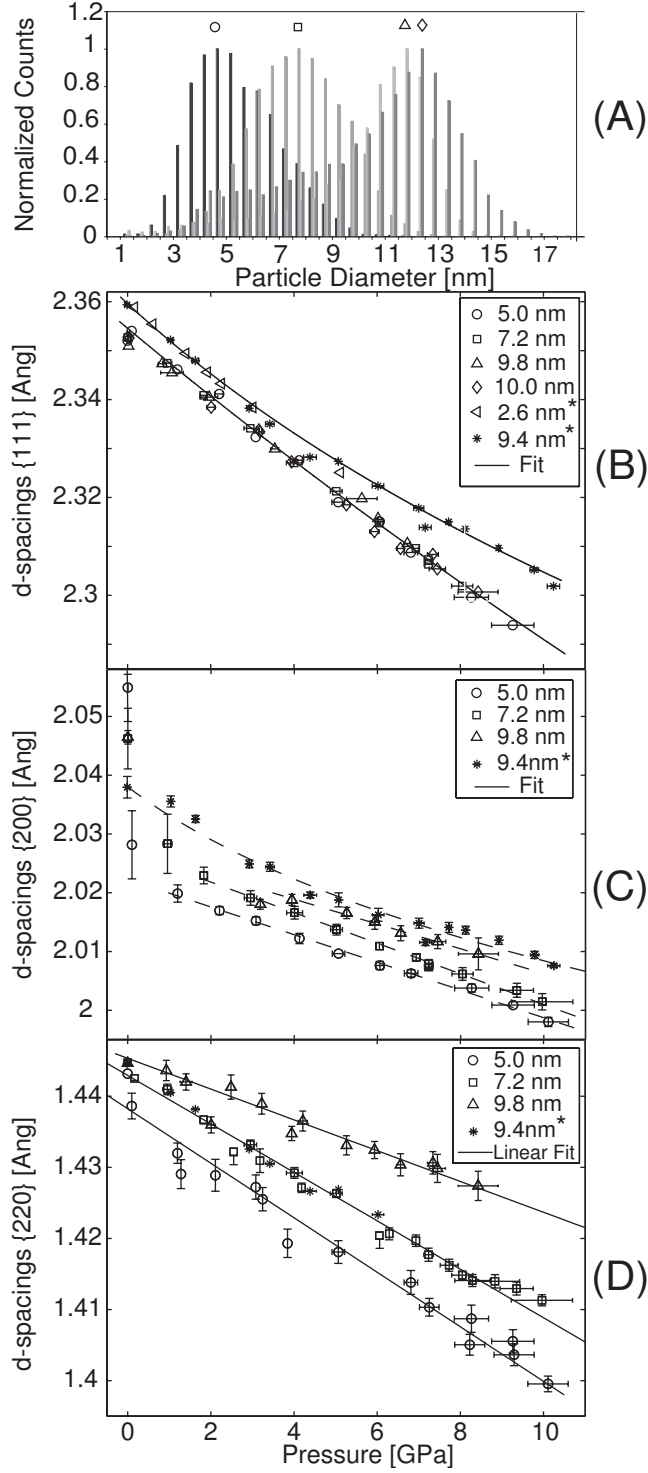 1.2
1
0.8
0.6
0.4
0.2
0
Normalized Counts
1 3 5 7 9 11 13 15 17
Particle Diameter [nm]
(A)
2.36
2.34
2.32
2.3
d-spacings {111} [Ang]
5.0 nm
7.2 nm
9.8 nm
10.0 nm
2.6 nm*
9.4 nm*
Fit
(B)
2.05
2.04
2.03
2.02
2.01
2
d-spacings {200} [Ang]
5.0 nm
7.2 nm
9.8 nm
9.4nm*
Fit
(C)
1.44
1.43
1.42
1.41
1.4
d-spacings {220} [Ang]
5.0 nm
7.2 nm
9.8 nm
9.4nm*
Linear Fit
(D)
0 2 4 6 8 10
Pressure [GPa]